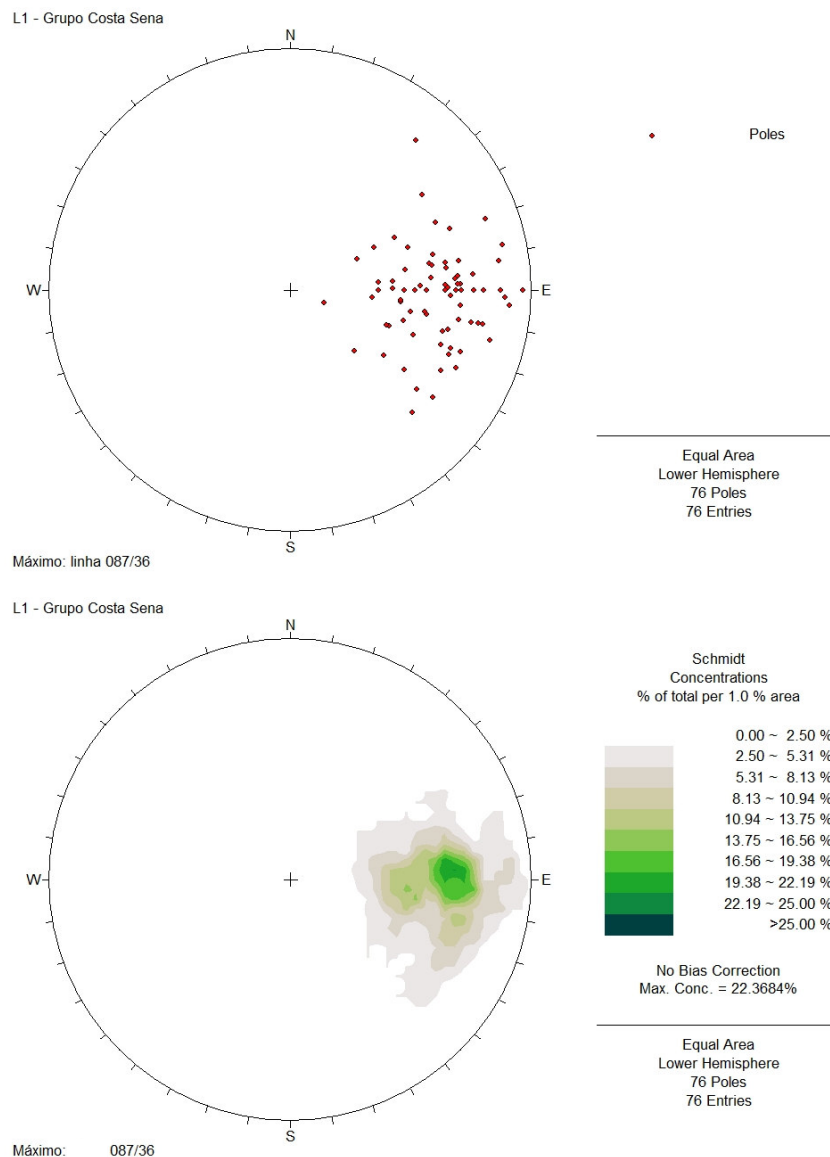 L1 - Grupo Costa Sena
N
Poles
W
E
Equal Area
Lower Hemisphere
76 Poles
76 Entries
S
Máximo: linha 087/36
L1 - Grupo Costa Sena
N
Schmidt
Concentrations
% of total per 1.0 % area
0.00 ~ 2.50 %
2.50 ~ 5.31 %
5.31 ~ 8.13 %
8.13 ~ 10.94 %
10.94 ~ 13.75 %
13.75 ~ 16.56 %
16.56 ~ 19.38 %
19.38 ~ 22.19 %
22.19 ~ 25.00 %
>25.00 %
W
E
No Bias Correction
Max. Conc. = 22.3684%
Equal Area
Lower Hemisphere
76 Poles
76 Entries
S
Máximo: 087/36